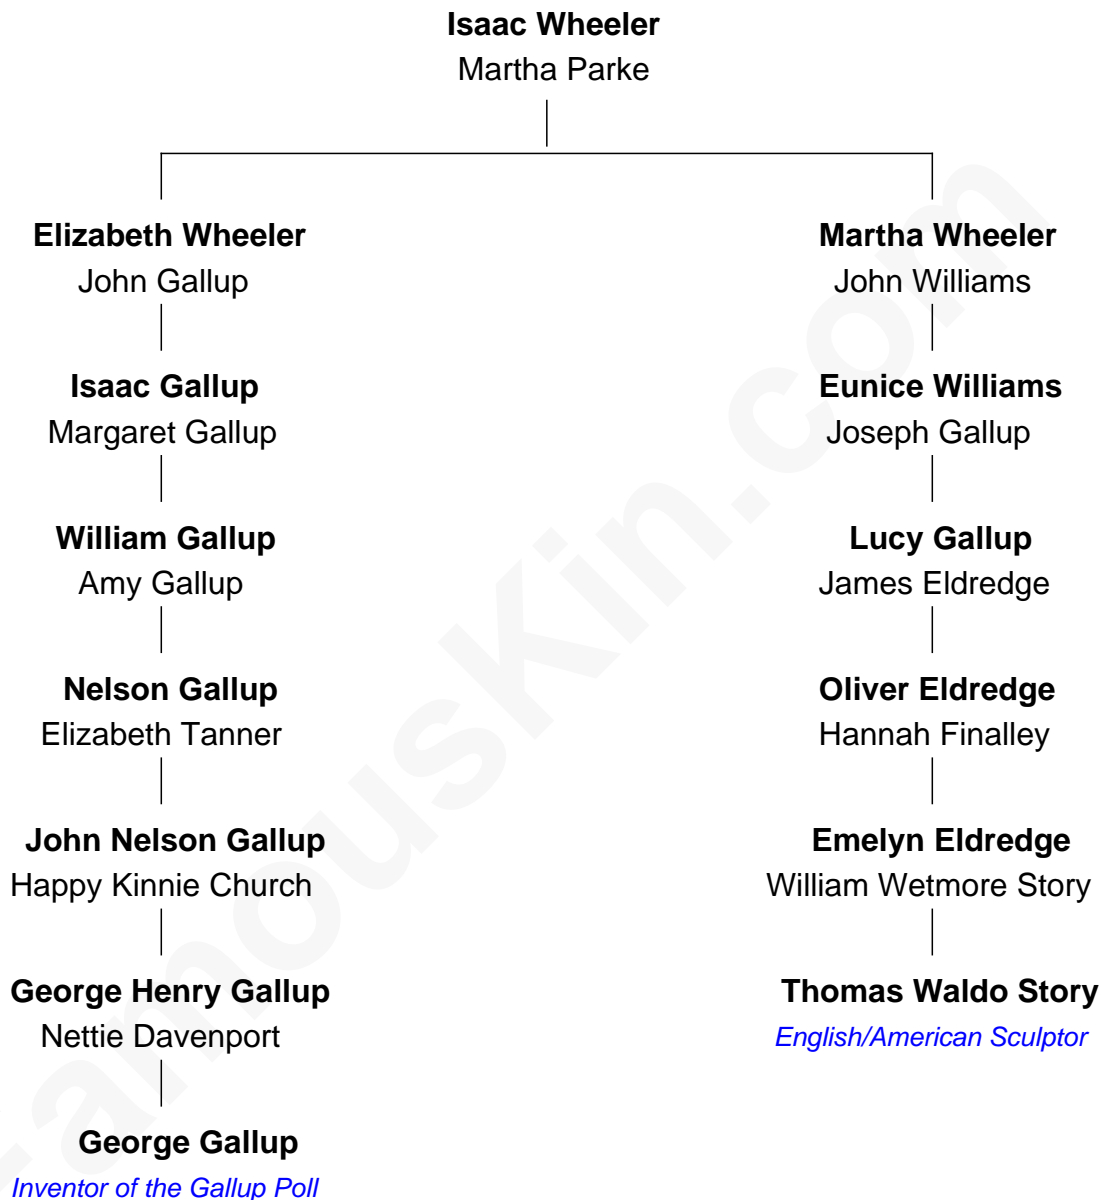 Isaac Wheeler
Martha Parke
Elizabeth Wheeler
John Gallup
Martha Wheeler
John Williams
Isaac Gallup
Margaret Gallup
Eunice Williams
Joseph Gallup
William Gallup
Amy Gallup
Lucy Gallup
James Eldredge
Nelson Gallup
Elizabeth Tanner
Oliver Eldredge
Hannah Finalley
John Nelson Gallup
Happy Kinnie Church
Emelyn Eldredge
William Wetmore Story
George Henry Gallup
Nettie Davenport
Thomas Waldo Story
English/American Sculptor
George Gallup
Inventor of the Gallup Poll
FamousKin.com